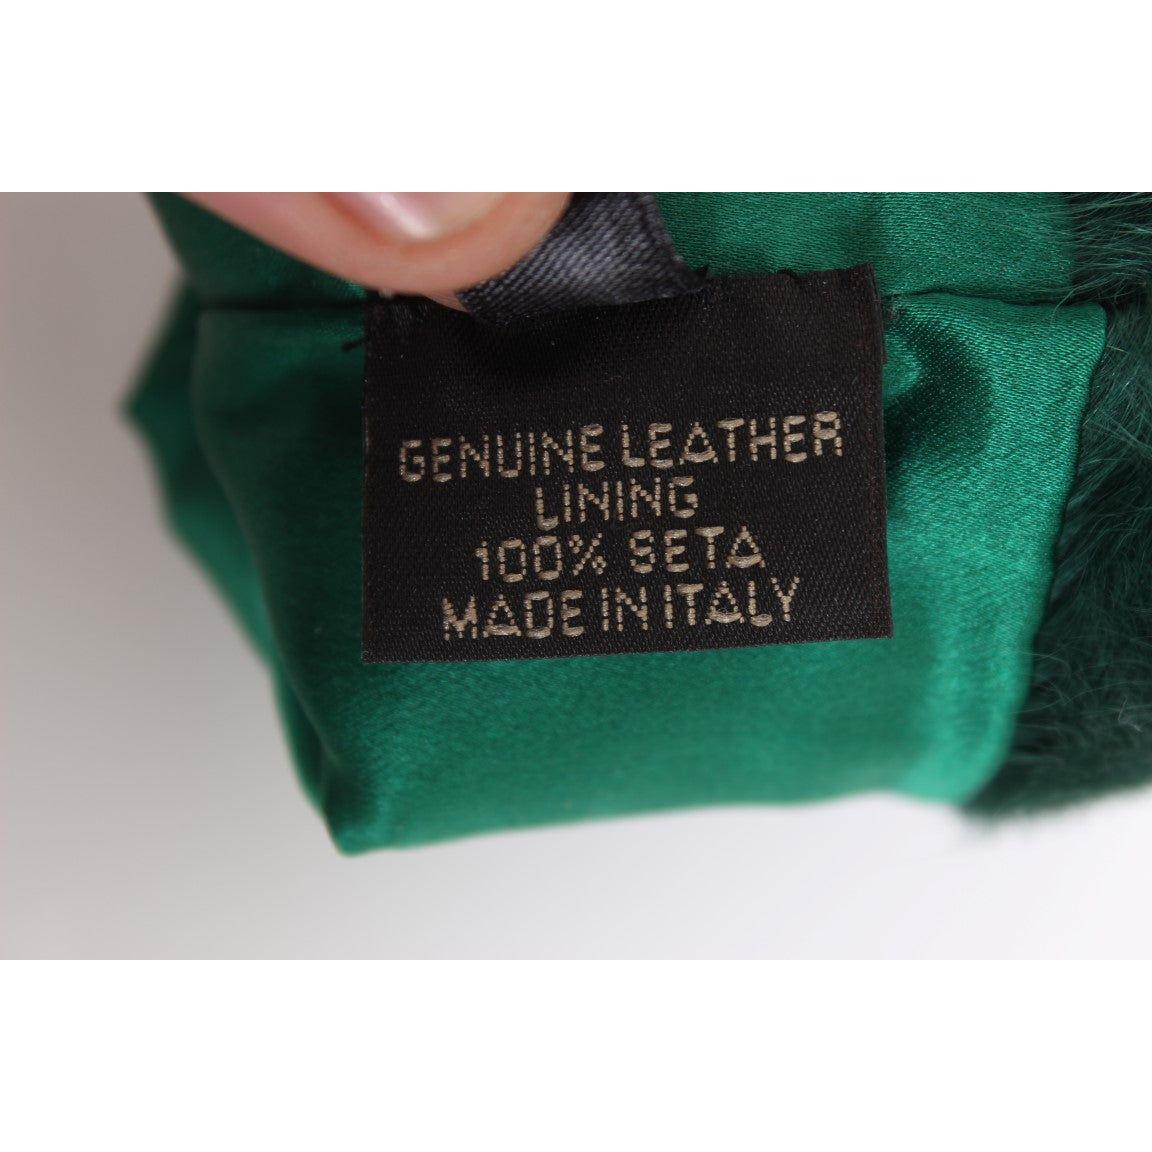 GENUINE LEATHER
LINING
100% SETA
MADE IN ITALY